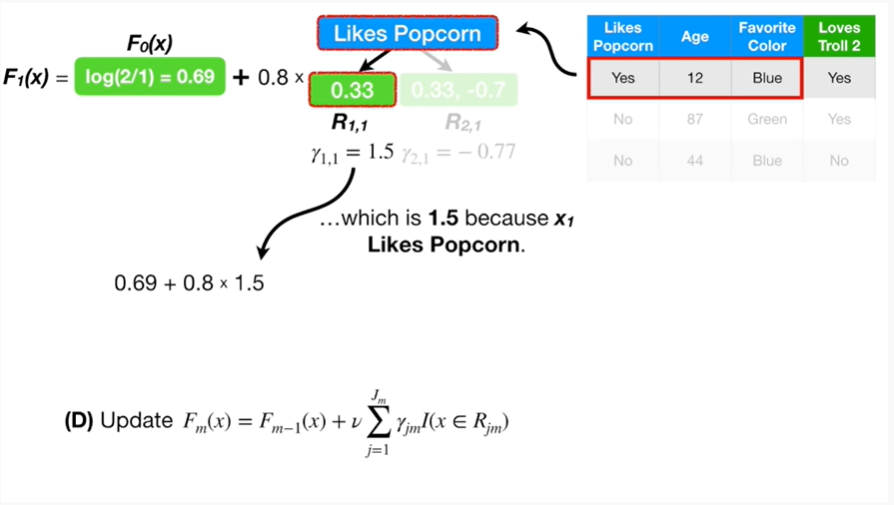 F₀(x)
F₁(x) = log(2/1) = 0.69 + 0.8 ×
Likes Popcorn
0.33 0.33, -0.7
R₁,₁ R₂,₁
γ₁,₁ = 1.5 γ₂,₁ = − 0.77
Likes Popcorn Age Favorite Color Loves Troll 2
Yes 12 Blue Yes
No 87 Green Yes
No 44 Blue No
…which is 1.5 because x₁
Likes Popcorn.
0.69 + 0.8 × 1.5
(D) Update Fₘ(x) = Fₘ₋₁(x) + ν ∑ⱼ₌₁^Jₘ γⱼₘI(x ∈ Rⱼₘ)